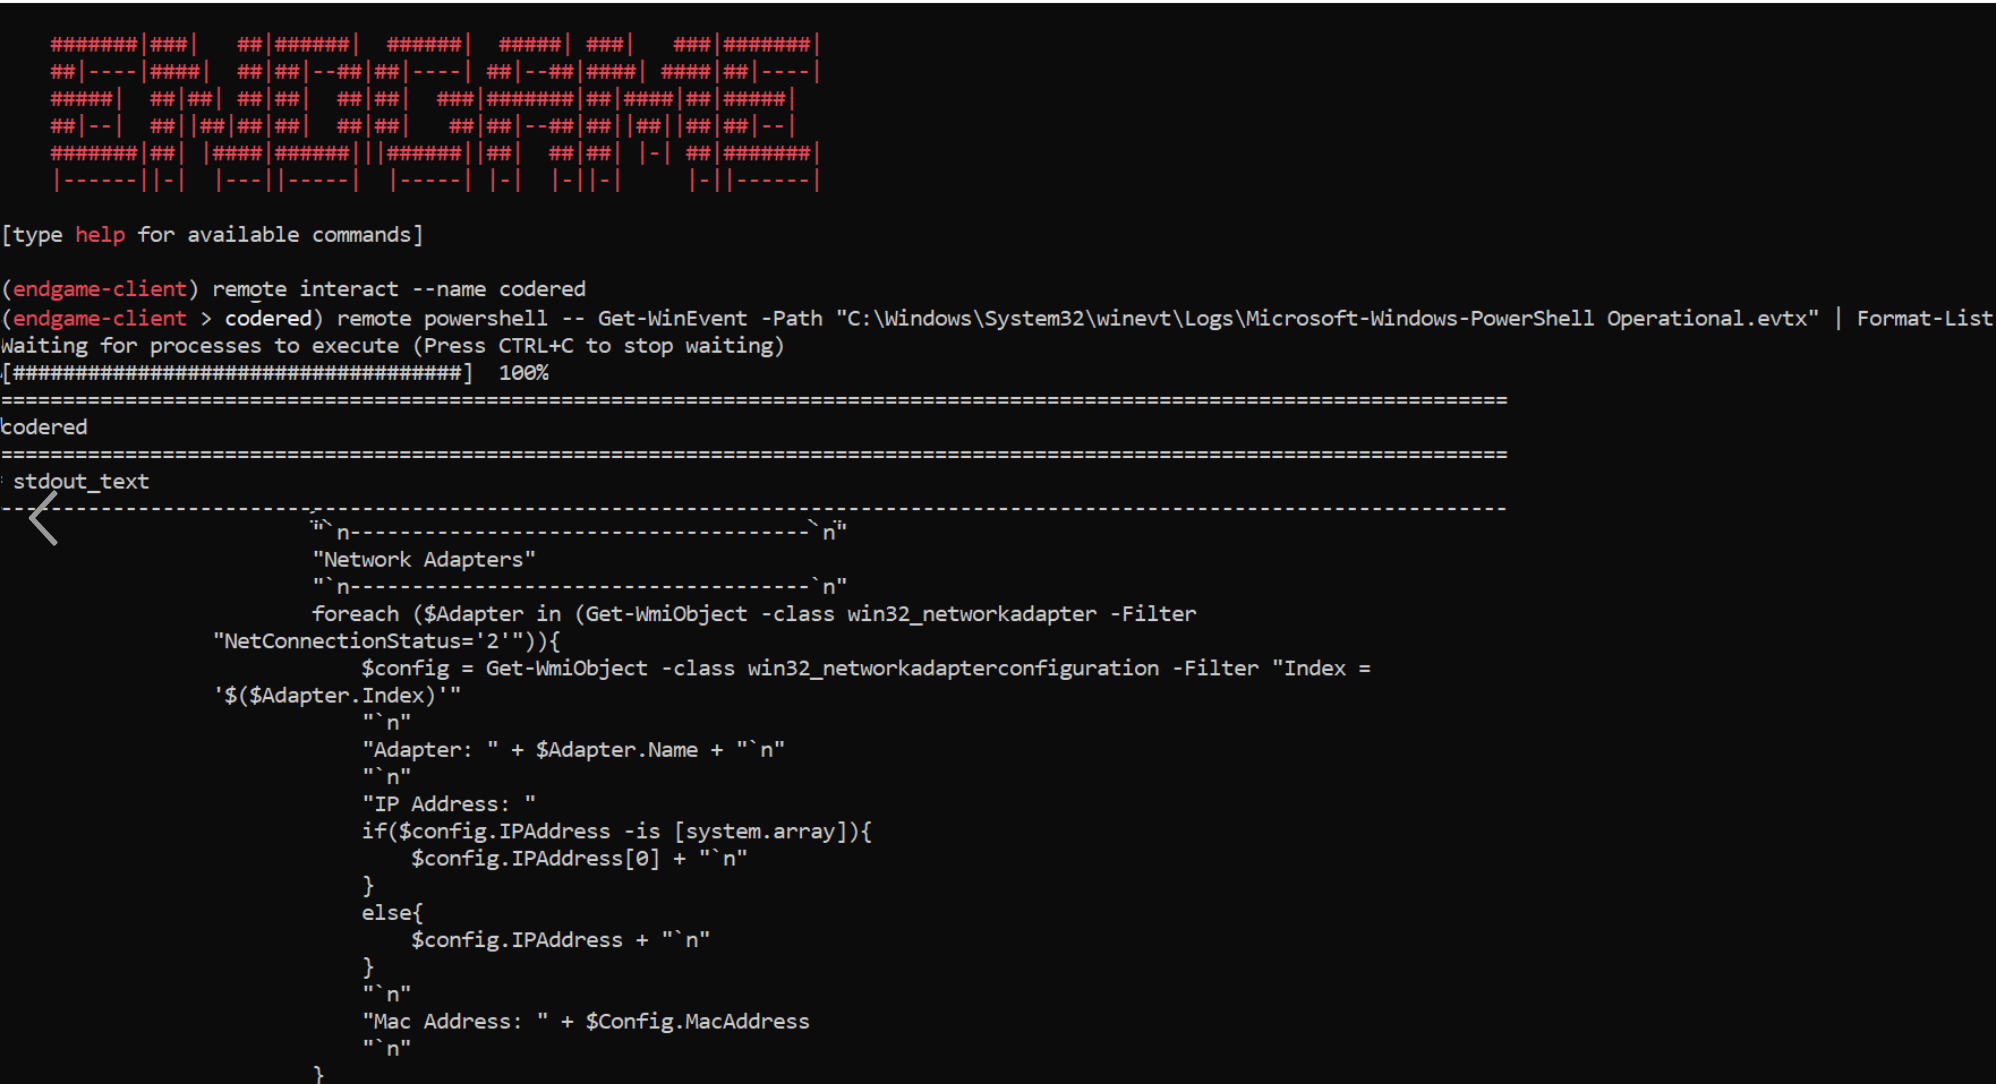 #######|###|   ##|######|  ######|  #####| ###|   ###|#######|
##|----|####|  ##|##|--##|##|----| ##|--##|####| ####|##|----|
#####|  ##|##| ##|##|  ##|##|  ###|#######|##|####|##|#####|
##|--|  ##||##|##|##|  ##|##|   ##|##|--##|##||##||##|##|--|
#######|##| |####|######|||######||##|  ##|##| |-| ##|#######|
|------||-|  |---||-----|  |-----| |-|  |-||-|     |-||------|
[type help for available commands]
(endgame-client) remote interact --name codered
(endgame-client > codered) remote powershell -- Get-WinEvent -Path "C:\Windows\System32\winevt\Logs\Microsoft-Windows-PowerShell Operational.evtx" | Format-List
Waiting for processes to execute (Press CTRL+C to stop waiting)
[####################################]  100%
codered
stdout_text
"`n-------------------------------------`n"
"Network Adapters"
"`n-------------------------------------`n"
foreach ($Adapter in (Get-WmiObject -class win32_networkadapter -Filter
"NetConnectionStatus='2'")){
$config = Get-WmiObject -class win32_networkadapterconfiguration -Filter "Index =
'$($Adapter.Index)'"
"`n"
"Adapter: " + $Adapter.Name + "`n"
"`n"
"IP Address: "
if($config.IPAddress -is [system.array]){
$config.IPAddress[0] + "`n"
}
else{
$config.IPAddress + "`n"
}
"`n"
"Mac Address: " + $Config.MacAddress
"`n"
}